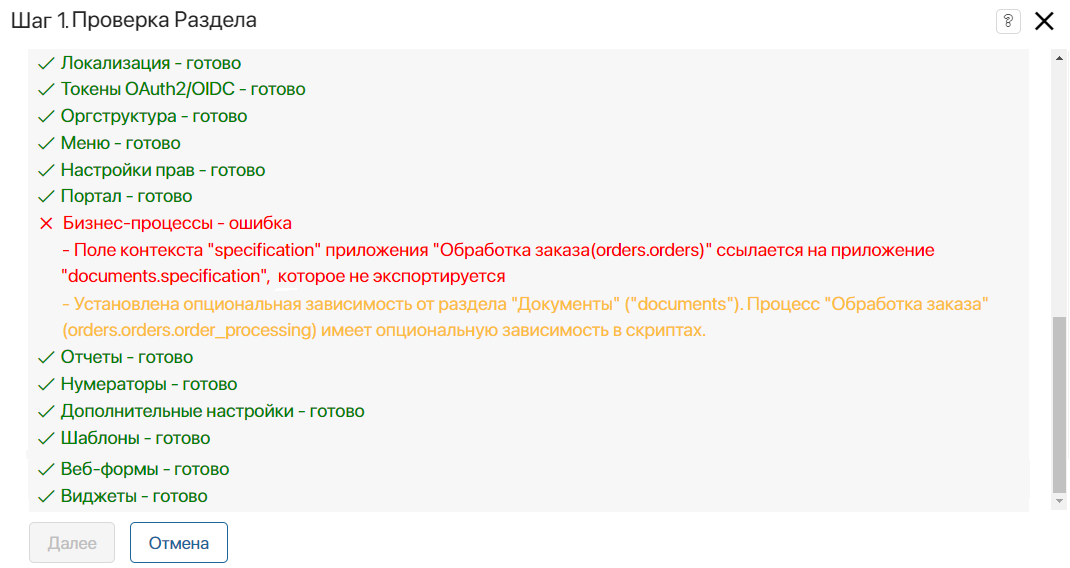 Шаг 1. Проверка Раздела
?
Локализация - готово
Токены OAuth2/OIDC - готово
Оргструктура - готово
Меню - готово
Настройки прав - готово
Портал - готово
Бизнес-процессы - ошибка
- Поле контекста "specification" приложения "Обработка заказа(orders.orders)" ссылается на приложение
"documents.specification", которое не экспортируется
- Установлена опциональная зависимость от раздела "Документы" ("documents"). Процесс "Обработка заказа"
(orders.orders.order_processing) имеет опциональную зависимость в скриптах.
Отчеты - готово
Нумераторы - готово
Дополнительные настройки - готово
Шаблоны - готово
Веб-формы - готово
Виджеты - готово
Далее
Отмена